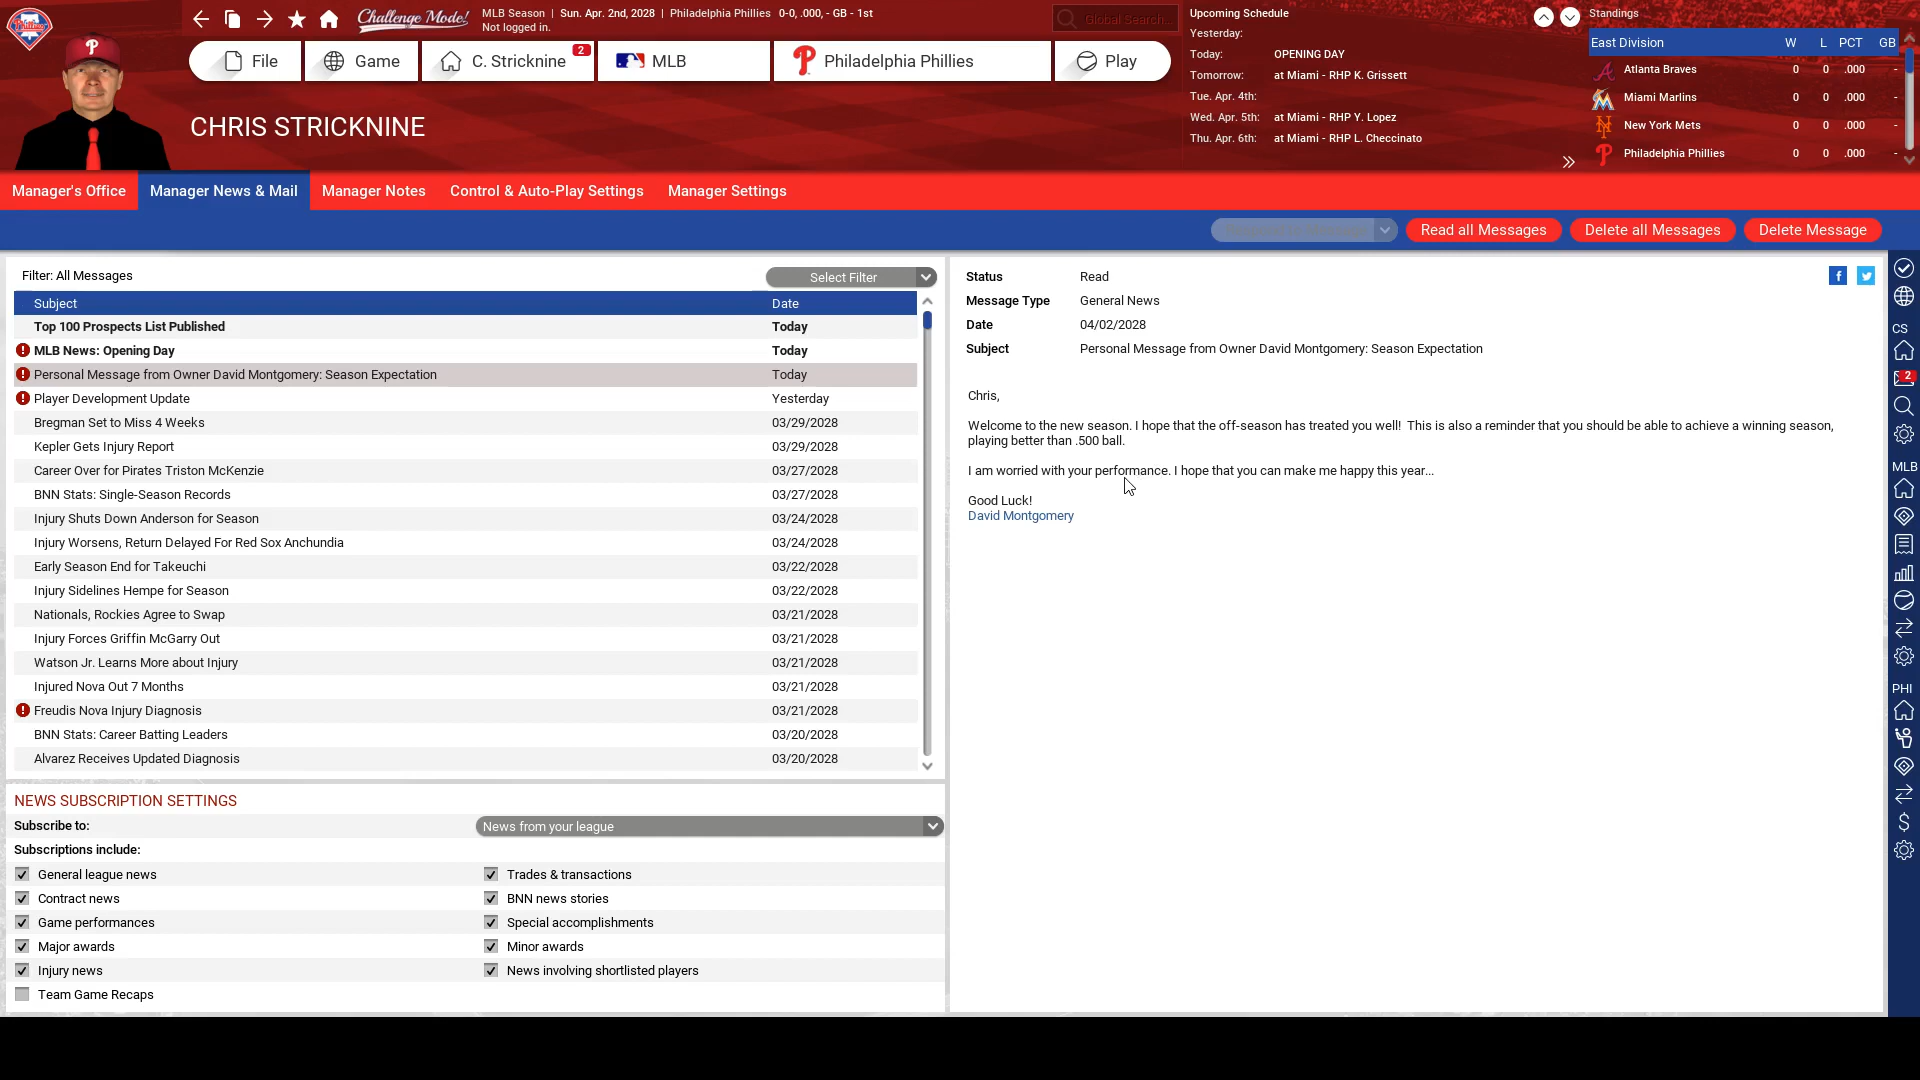 Challenge Mode!
MLB Season | Sun. Apr. 2nd, 2028 | Philadelphia Phillies 0-0, .000, - GB - 1st
Not logged in.
Global Search...
File
Game
C. Stricknine
2
MLB
Philadelphia Phillies
Play
CHRIS STRICKNINE
Upcoming Schedule
Yesterday:
Today: OPENING DAY
Tomorrow: at Miami - RHP K. Grissett
Tue. Apr. 4th:
Wed. Apr. 5th: at Miami - RHP Y. Lopez
Thu. Apr. 6th: at Miami - RHP L. Checcinato
Standings
East Division W L PCT GB
Atlanta Braves 0 0 .000 -
Miami Marlins 0 0 .000 -
New York Mets 0 0 .000 -
Philadelphia Phillies 0 0 .000 -
Manager's Office
Manager News & Mail
Manager Notes
Control & Auto-Play Settings
Manager Settings
Read all Messages
Delete all Messages
Delete Message
Filter: All Messages
Select Filter
Subject Date
Top 100 Prospects List Published Today
MLB News: Opening Day Today
Personal Message from Owner David Montgomery: Season Expectation Today
Player Development Update Yesterday
Bregman Set to Miss 4 Weeks 03/29/2028
Kepler Gets Injury Report 03/29/2028
Career Over for Pirates Triston McKenzie 03/27/2028
BNN Stats: Single-Season Records 03/27/2028
Injury Shuts Down Anderson for Season 03/24/2028
Injury Worsens, Return Delayed For Red Sox Anchundia 03/24/2028
Early Season End for Takeuchi 03/22/2028
Injury Sidelines Hempe for Season 03/22/2028
Nationals, Rockies Agree to Swap 03/21/2028
Injury Forces Griffin McGarry Out 03/21/2028
Watson Jr. Learns More about Injury 03/21/2028
Injured Nova Out 7 Months 03/21/2028
Freudis Nova Injury Diagnosis 03/21/2028
BNN Stats: Career Batting Leaders 03/20/2028
Alvarez Receives Updated Diagnosis 03/20/2028
NEWS SUBSCRIPTION SETTINGS
Subscribe to: News from your league
Subscriptions include:
General league news Trades & transactions
Contract news BNN news stories
Game performances Special accomplishments
Major awards Minor awards
Injury news News involving shortlisted players
Team Game Recaps
Status Read
Message Type General News
Date 04/02/2028
Subject Personal Message from Owner David Montgomery: Season Expectation
Chris,
Welcome to the new season. I hope that the off-season has treated you well! This is also a reminder that you should be able to achieve a winning season,
playing better than .500 ball.
I am worried with your performance. I hope that you can make me happy this year...
Good Luck!
David Montgomery
CS
2
MLB
PHI